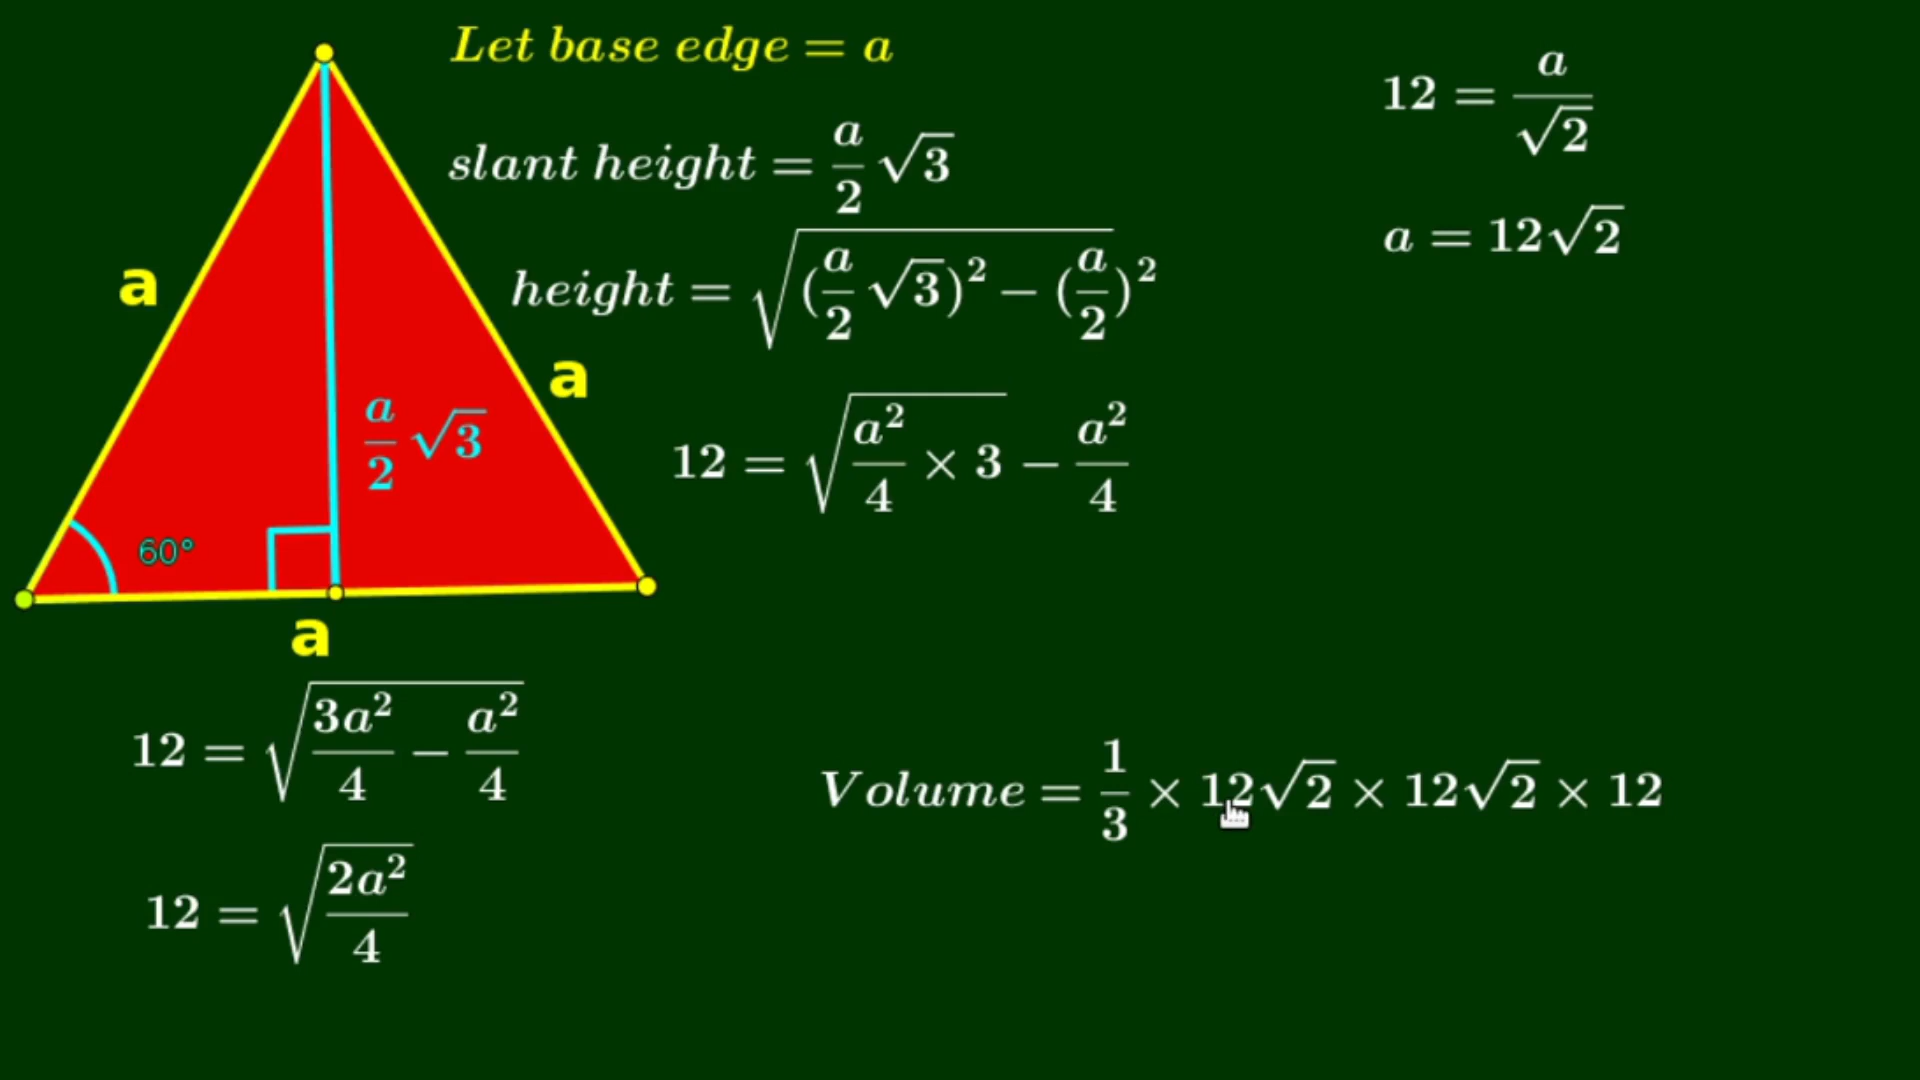 Let base edge = a
slant height = a/2 √3
height = √((a/2 √3)² − (a/2)²)
12 = √(a²/4 × 3 − a²/4)
a
a
a/2 √3
60°
a
12 = √(3a²/4 − a²/4)
12 = √(2a²/4)
12 = a/√2
a = 12√2
Volume = 1/3 × 12√2 × 12√2 × 12